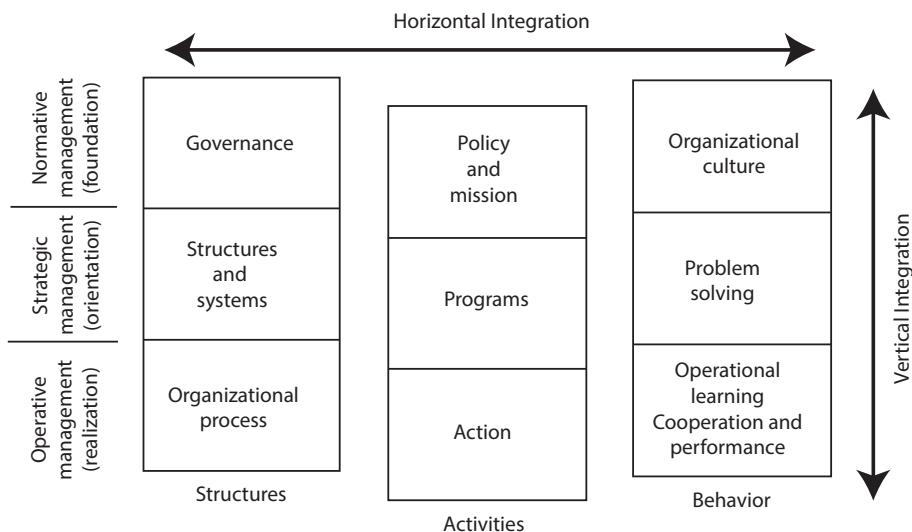 Horizontal Integration
Normative
management
(foundation)
Strategic
management
(orientation)
Operative
management
(realization)
Governance
Structures
and
systems
Organizational
process
Structures
Policy
and
mission
Programs
Action
Activities
Organizational
culture
Problem
solving
Operational
learning
Cooperation and
performance
Behavior
Vertical Integration